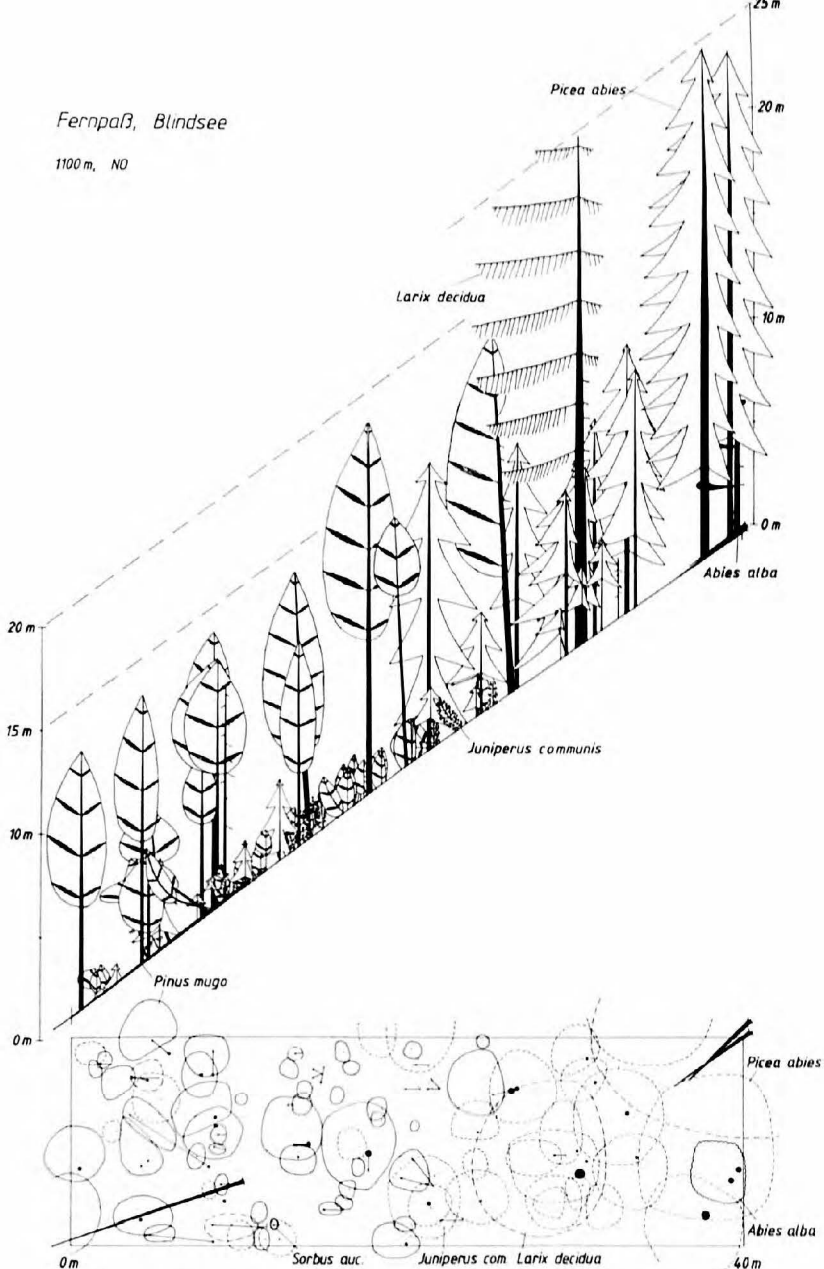 25 m
Picea abies
20 m
Fernpaß, Blindsee
1100 m, NO
Larix decidua
10 m
0 m
Abies alba
20 m
15 m
Juniperus communis
10 m
Pinus mugo
0 m
Picea abies
Abies alba
0 m
Sorbus auc. Juniperus com. Larix decidua
40 m